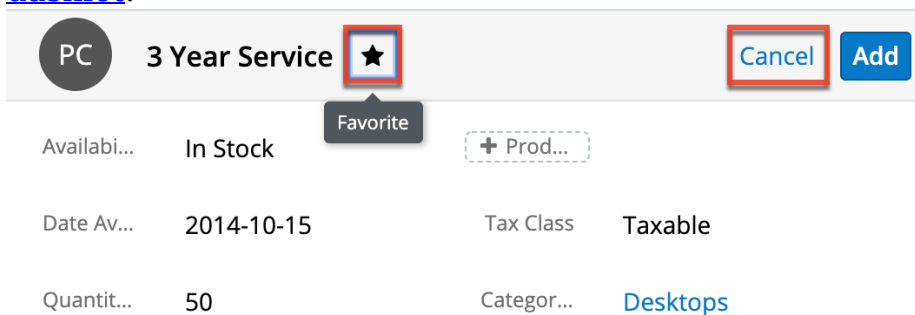 PC 3 Year Service Cancel Add
Favorite
Availabi... In Stock + Prod...
Date Av... 2014-10-15 Tax Class Taxable
Quantit... 50 Categor... Desktops